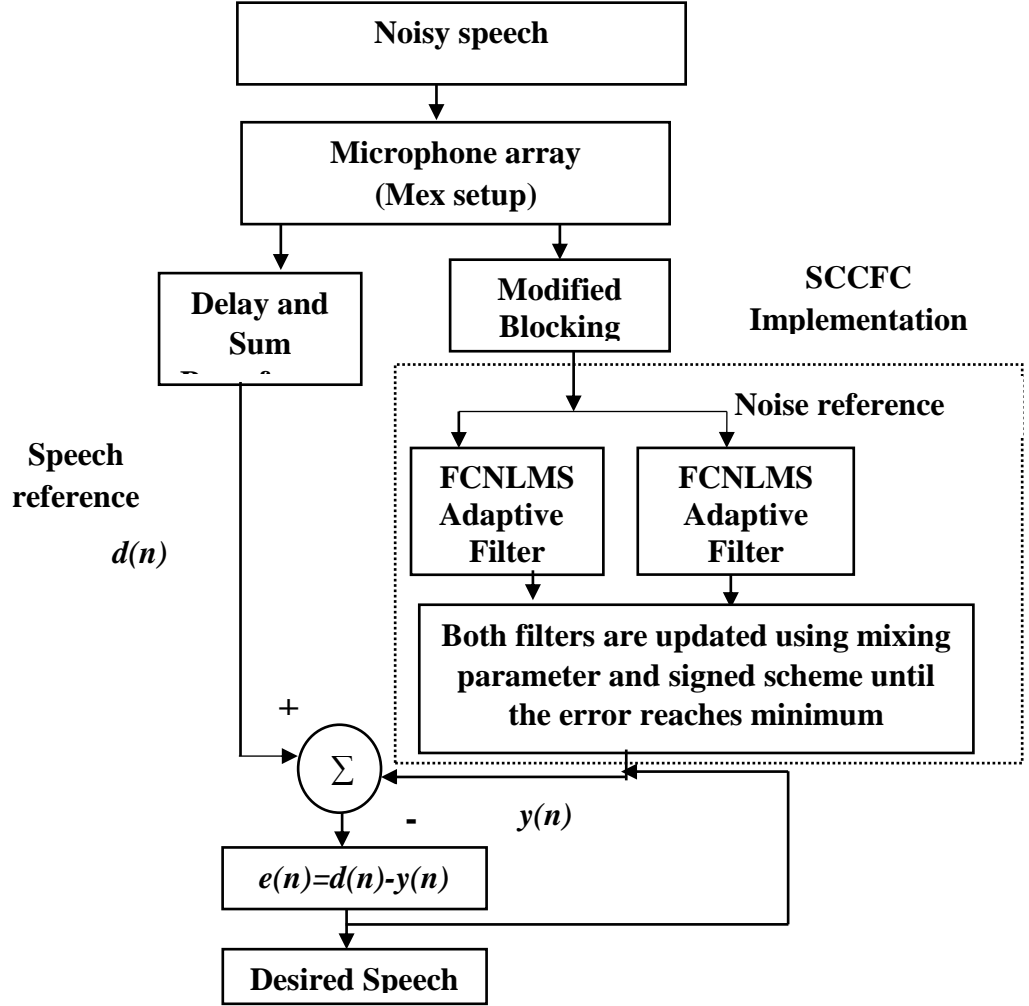 Noisy speech
Microphone array
(Mex setup)
Delay and
Sum
Modified
Blocking
SCCFC
Implementation
Noise reference
Speech
reference
d(n)
FCNLMS
Adaptive
Filter
FCNLMS
Adaptive
Filter
Both filters are updated using mixing
parameter and signed scheme until
the error reaches minimum
+
Σ
-
y(n)
e(n)=d(n)-y(n)
Desired Speech